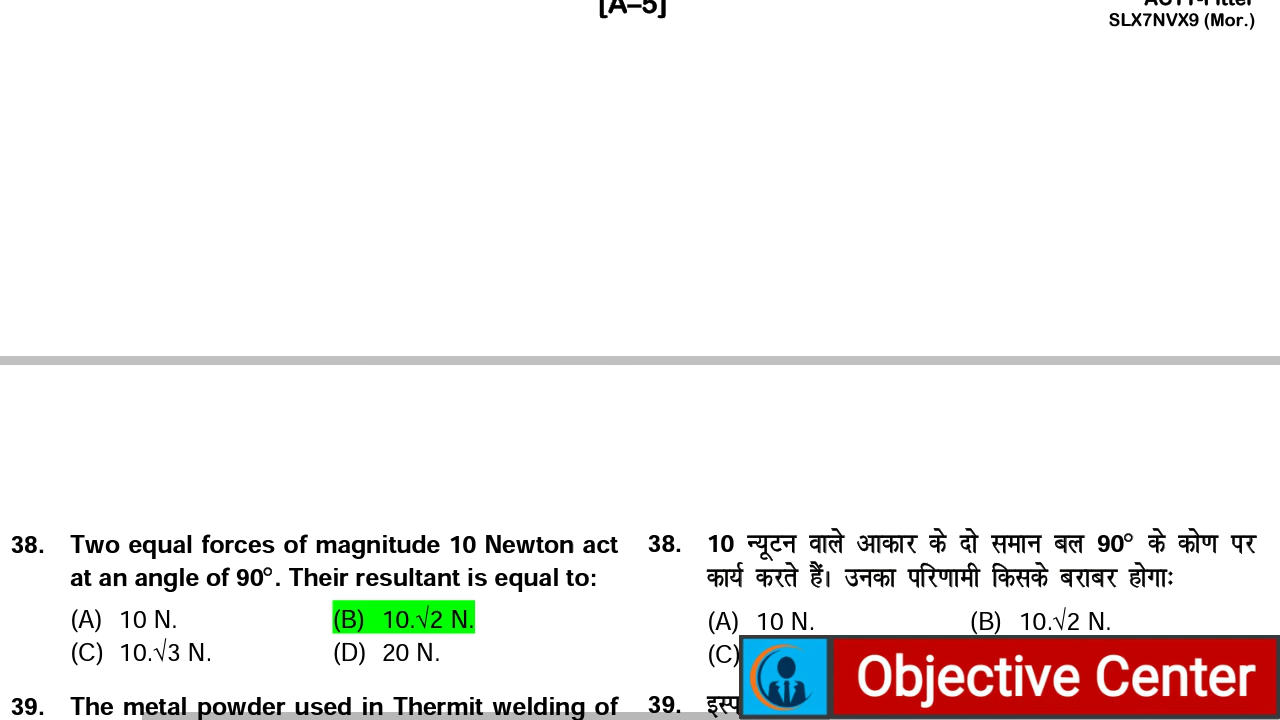 [A–5]
SLX7NVX9 (Mor.)
38. Two equal forces of magnitude 10 Newton act
at an angle of 90°. Their resultant is equal to:
(A) 10 N. (B) 10.√2 N.
(C) 10.√3 N. (D) 20 N.
39. The metal powder used in Thermit welding of
38. 10 न्यूटन वाले आकार के दो समान बल 90° के कोण पर
कार्य करते हैं। उनका परिणामी किसके बराबर होगाः
(A) 10 N. (B) 10.√2 N.
(C)
39.
Objective Center